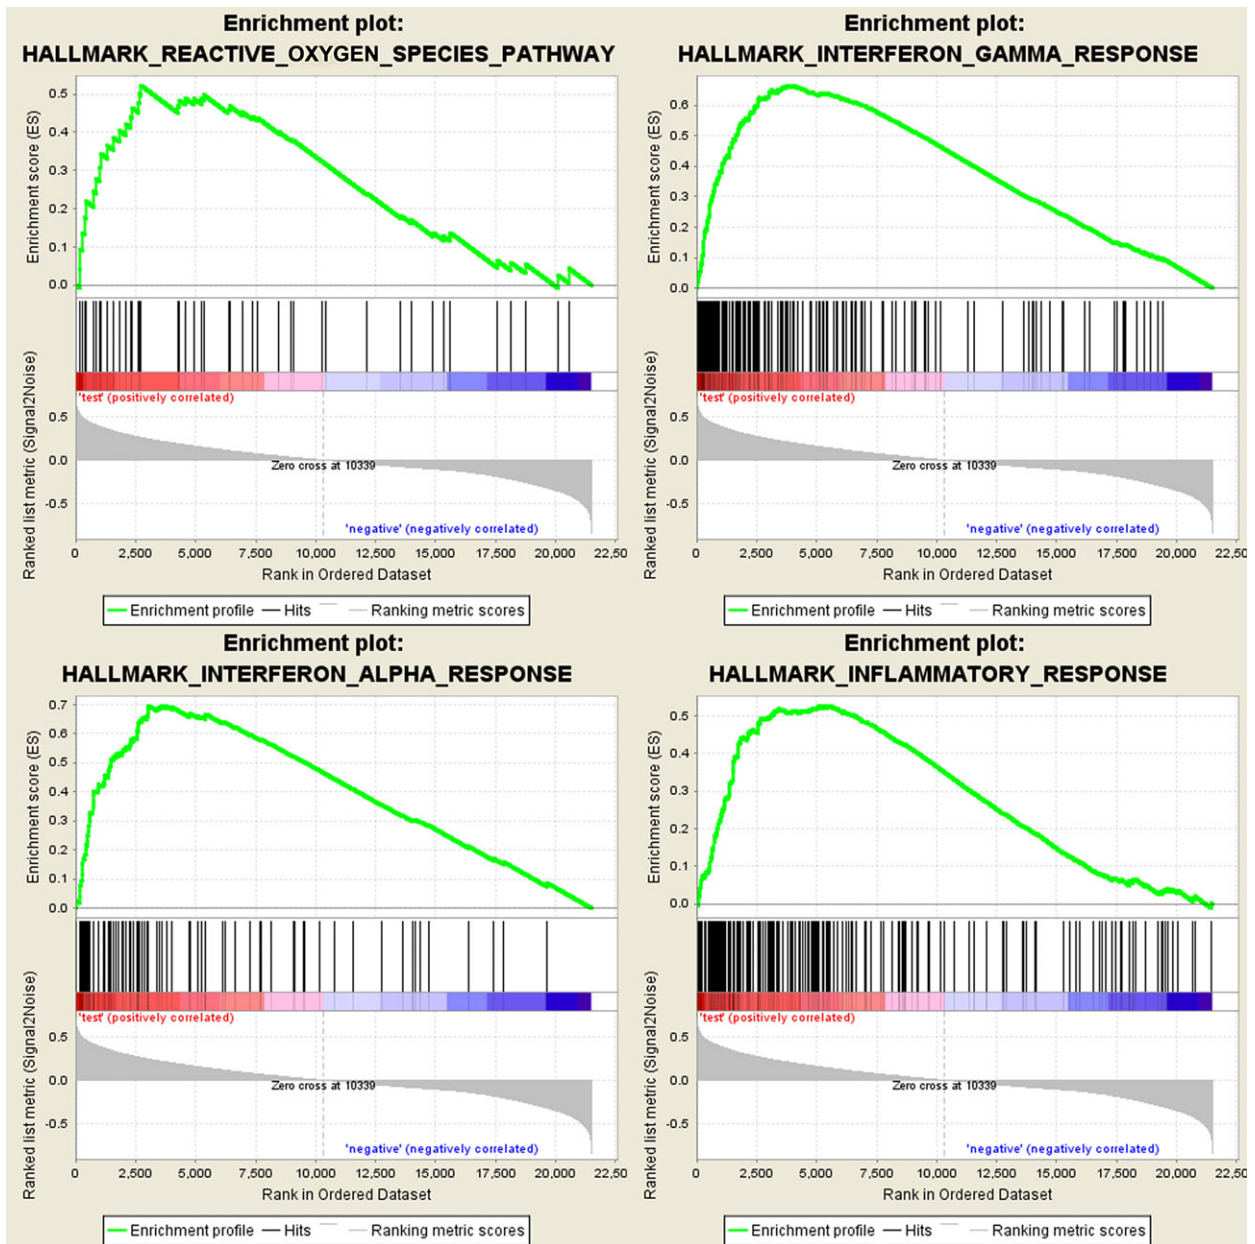 Enrichment plot:
HALLMARK_REACTIVE_OXYGEN_SPECIES_PATHWAY
Enrichment score (ES)
0.5
0.4
0.3
0.2
0.1
0.0
Ranked list metric (Signal2Noise)
'test' (positively correlated)
0.5
0.0
-0.5
Zero cross at 10339
'negative' (negatively correlated)
0 2,500 5,000 7,500 10,000 12,500 15,000 17,500 20,000 22,50
Rank in Ordered Dataset
Enrichment profile Hits Ranking metric scores
Enrichment plot:
HALLMARK_INTERFERON_GAMMA_RESPONSE
Enrichment score (ES)
0.6
0.5
0.4
0.3
0.2
0.1
0.0
Ranked list metric (Signal2Noise)
'test' (positively correlated)
0.5
0.0
-0.5
Zero cross at 10339
'negative' (negatively correlated)
0 2,500 5,000 7,500 10,000 12,500 15,000 17,500 20,000 22,500
Rank in Ordered Dataset
Enrichment profile Hits Ranking metric scores
Enrichment plot:
HALLMARK_INTERFERON_ALPHA_RESPONSE
Enrichment score (ES)
0.7
0.6
0.5
0.4
0.3
0.2
0.1
0.0
Ranked list metric (Signal2Noise)
'test' (positively correlated)
0.5
0.0
-0.5
Zero cross at 10339
'negative' (negatively correlated)
0 2,500 5,000 7,500 10,000 12,500 15,000 17,500 20,000 22,50
Rank in Ordered Dataset
Enrichment profile Hits Ranking metric scores
Enrichment plot:
HALLMARK_INFLAMMATORY_RESPONSE
Enrichment score (ES)
0.5
0.4
0.3
0.2
0.1
0.0
Ranked list metric (Signal2Noise)
'test' (positively correlated)
0.5
0.0
-0.5
Zero cross at 10339
'negative' (negatively correlated)
0 2,500 5,000 7,500 10,000 12,500 15,000 17,500 20,000 22,500
Rank in Ordered Dataset
Enrichment profile Hits Ranking metric scores